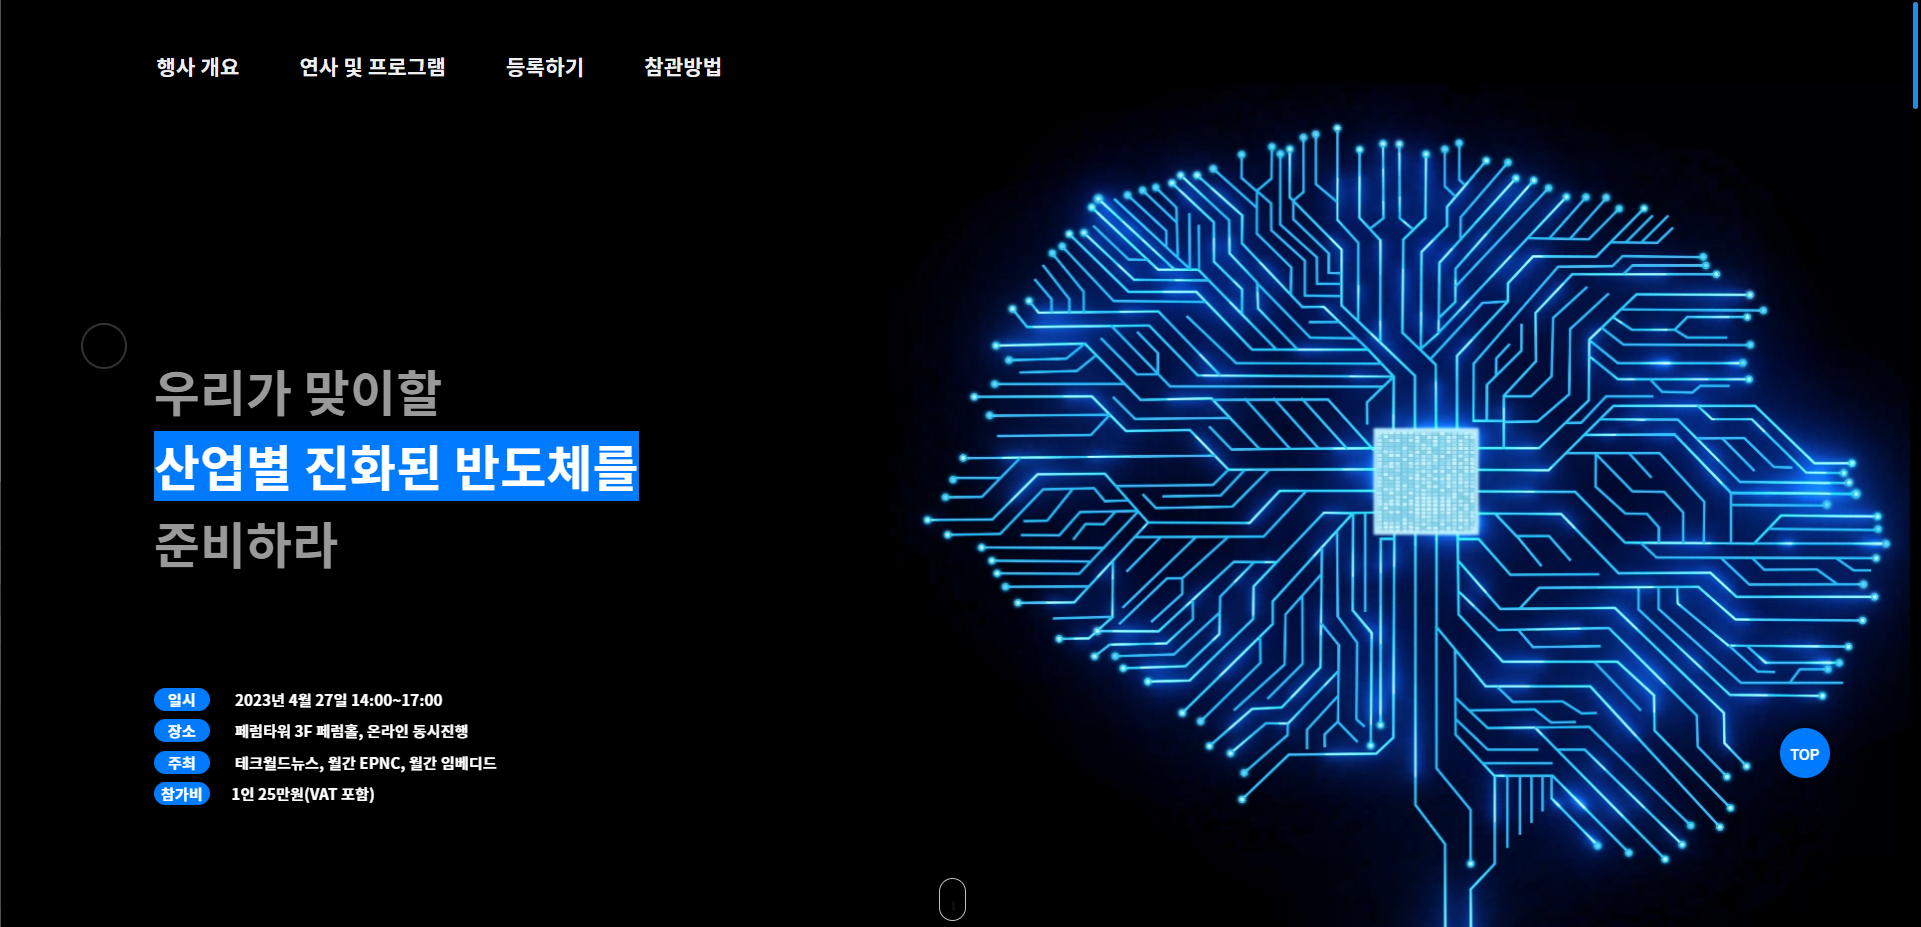 행사 개요 연사 및 프로그램 등록하기 참관방법
우리가 맞이할
산업별 진화된 반도체를
준비하라
일시 2023년 4월 27일 14:00~17:00
장소 페럼타워 3F 페럼홀, 온라인 동시진행
주최 테크월드뉴스, 월간 EPNC, 월간 임베디드
참가비 1인 25만원(VAT 포함)
TOP